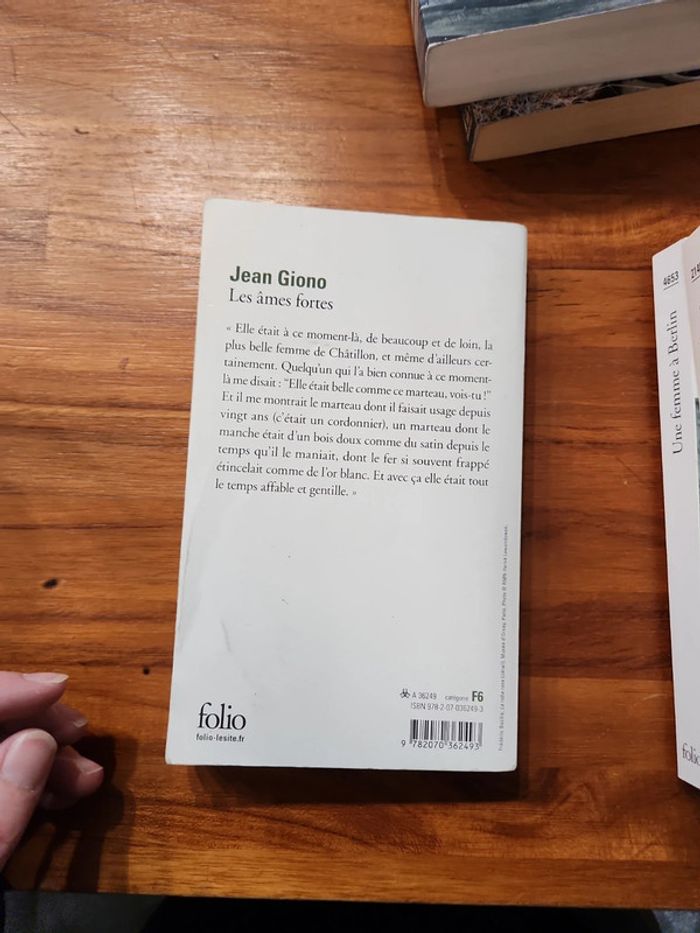 Jean Giono
Les âmes fortes
« Elle était à ce moment-là, de beaucoup et de loin, la
plus belle femme de Châtillon, et même d'ailleurs cer-
tainement. Quelqu'un qui l'a bien connue à ce moment-
là me disait : "Elle était belle comme ce marteau, vois-tu !"
Et il me montrait le marteau dont il faisait usage depuis
vingt ans (c'était un cordonnier), un marteau dont le
manche était d'un bois doux comme du satin depuis le
temps qu'il le maniait, dont le fer si souvent frappé
étincelait comme de l'or blanc. Et avec ça elle était tout
le temps affable et gentille. »
folio
folio-lesite.fr
A 36249 catégorie F6
ISBN 978-2-07-036249-3
9 782070 362493
4653
Une femme à Berlin
folio
214